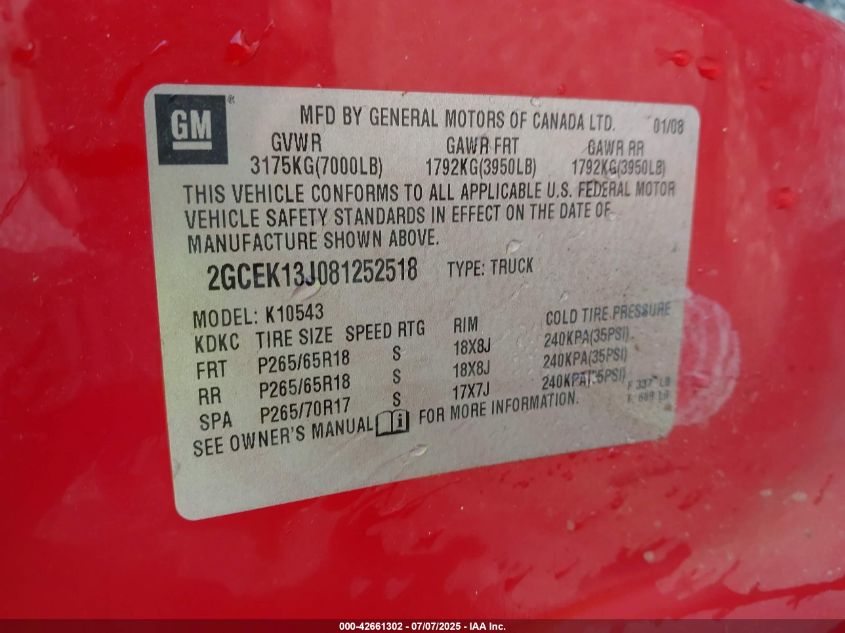 GM ®
MFD BY GENERAL MOTORS OF CANADA LTD. 01/08
GVWR GAWR FRT GAWR RR
3175KG(7000LB) 1792KG(3950LB) 1792KG(3950LB)
THIS VEHICLE CONFORMS TO ALL APPLICABLE U.S. FEDERAL MOTOR
VEHICLE SAFETY STANDARDS IN EFFECT ON THE DATE OF
MANUFACTURE SHOWN ABOVE.
2GCEK13J081252518 TYPE: TRUCK
MODEL: K10543
KDKC TIRE SIZE SPEED RTG RIM COLD TIRE PRESSURE
FRT P265/65R18 S 18X8J 240KPA(35PSI)
RR P265/65R18 S 18X8J 240KPA(35PSI)
SPA P265/70R17 S 17X7J 240KPA(35PSI)
SEE OWNER'S MANUAL i FOR MORE INFORMATION.
F 337 LB
000-42661302 - 07/07/2025 - IAA Inc.